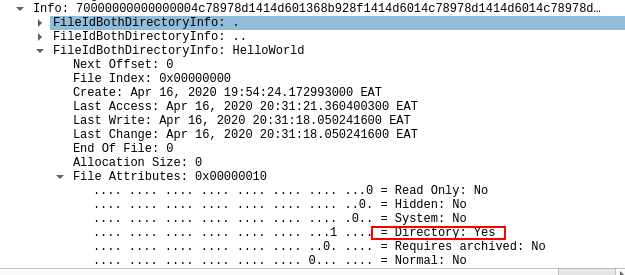 Info: 70000000000000004c78978d1414d601368b928f1414d6014c78978d1414d6014c78978d…
FileIdBothDirectoryInfo: .
FileIdBothDirectoryInfo: ..
FileIdBothDirectoryInfo: HelloWorld
Next Offset: 0
File Index: 0x00000000
Create: Apr 16, 2020 19:54:24.172993000 EAT
Last Access: Apr 16, 2020 20:31:21.360400300 EAT
Last Write: Apr 16, 2020 20:31:18.050241600 EAT
Last Change: Apr 16, 2020 20:31:18.050241600 EAT
End Of File: 0
Allocation Size: 0
File Attributes: 0x00000010
.... .... .... .... .... .... .... ...0 = Read Only: No
.... .... .... .... .... .... .... ..0. = Hidden: No
.... .... .... .... .... .... .... .0.. = System: No
.... .... .... .... .... .... ...1 .... = Directory: Yes
.... .... .... .... .... .... ..0. .... = Requires archived: No
.... .... .... .... .... .... 0... .... = Normal: No